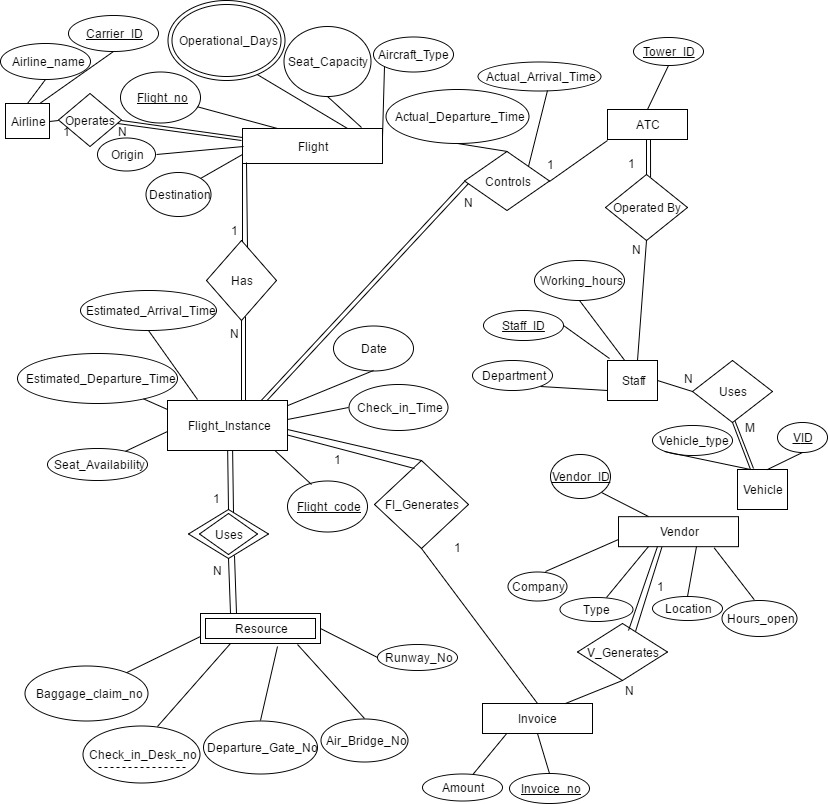 Carrier_ID
Airline_name
Operational_Days
Seat_Capacity
Aircraft_Type
Tower_ID
Actual_Arrival_Time
Flight_no
Actual_Departure_Time
Airline
Operates
1
N
ATC
Flight
Origin
1
1
Controls
Destination
N
Operated By
1
N
Has
Working_hours
Estimated_Arrival_Time
N
Staff_ID
Date
Estimated_Departure_Time
Department
Staff
N
Uses
Check_in_Time
Flight_Instance
M
Vehicle_type
VID
Seat_Availability
1
Vendor_ID
Vehicle
1
Flight_code
FI_Generates
Uses
Vendor
1
N
Company
1
Type
Location
Hours_open
Resource
V_Generates
Runway_No
N
Baggage_claim_no
Invoice
Check_in_Desk_no
Departure_Gate_No
Air_Bridge_No
Amount
Invoice_no